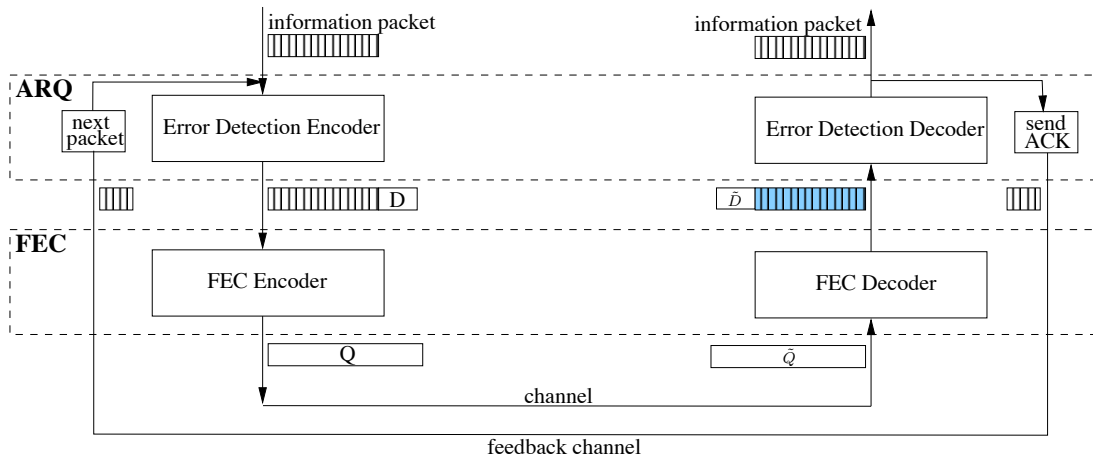 information packet
information packet
ARQ
next
packet
Error Detection Encoder
Error Detection Decoder
send
ACK
D
D̃
FEC
FEC Encoder
FEC Decoder
Q
Q̃
channel
feedback channel